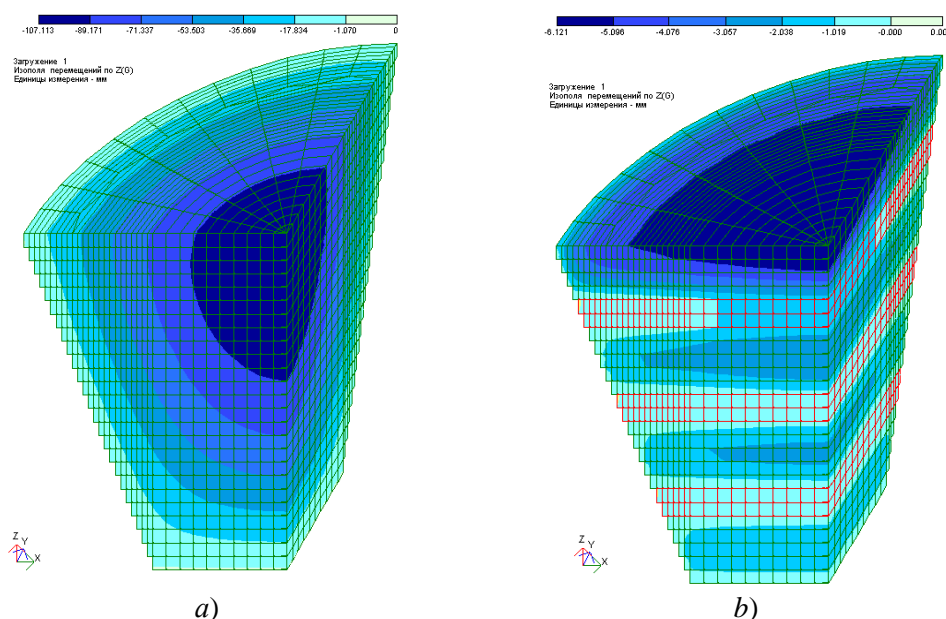 -107.113 -89.171 -71.337 -53.503 -35.669 -17.834 -1.070 0
Загружение 1
Изополя перемещений по Z(G)
Единицы измерения - мм
Z Y X
a)
-6.121 -5.096 -4.076 -3.057 -2.038 -1.019 -0.000 0.00
Загружение 1
Изополя перемещений по Z(G)
Единицы измерения - мм
Z Y X
b)